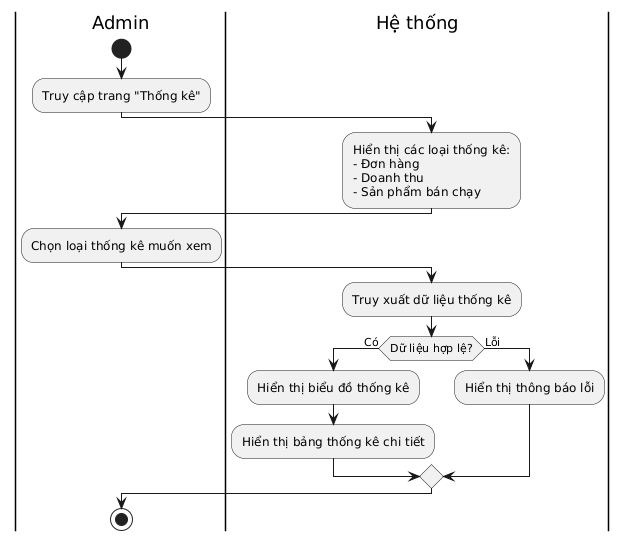 Admin
Hệ thống
Truy cập trang "Thống kê"
Hiển thị các loại thống kê:
- Đơn hàng
- Doanh thu
- Sản phẩm bán chạy
Chọn loại thống kê muốn xem
Truy xuất dữ liệu thống kê
Có
Dữ liệu hợp lệ?
Lỗi
Hiển thị biểu đồ thống kê
Hiển thị thông báo lỗi
Hiển thị bảng thống kê chi tiết